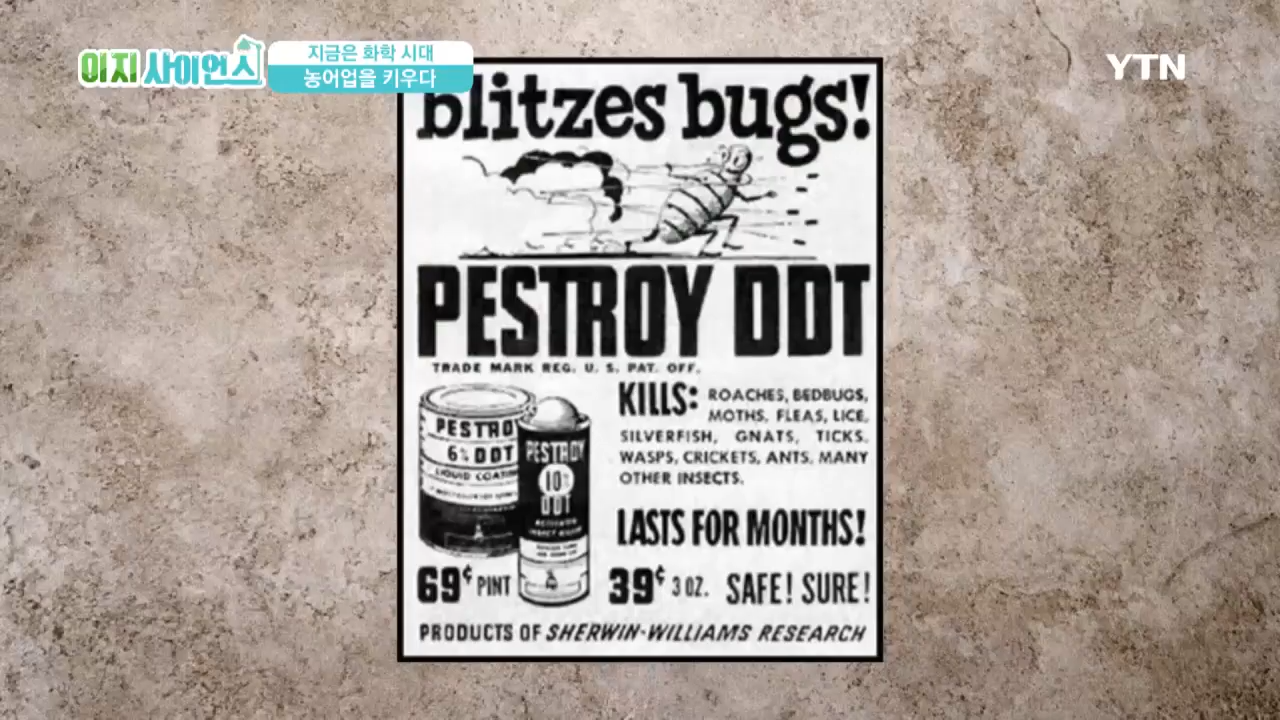 이지 사이언스
지금은 화학 시대
농어업을 키우다
YTN
blitzes bugs!
PESTROY DDT
TRADE MARK REG. U. S. PAT. OFF.
KILLS: ROACHES, BEDBUGS,
MOTHS, FLEAS, LICE,
SILVERFISH, GNATS, TICKS,
WASPS, CRICKETS, ANTS, MANY
OTHER INSECTS.
PESTRO
6% DDT
LIQUID COATIN
PESTROY
10%
DDT
LASTS FOR MONTHS!
69¢ PINT
39¢ 3 OZ. SAFE! SURE!
PRODUCTS OF SHERWIN-WILLIAMS RESEARCH